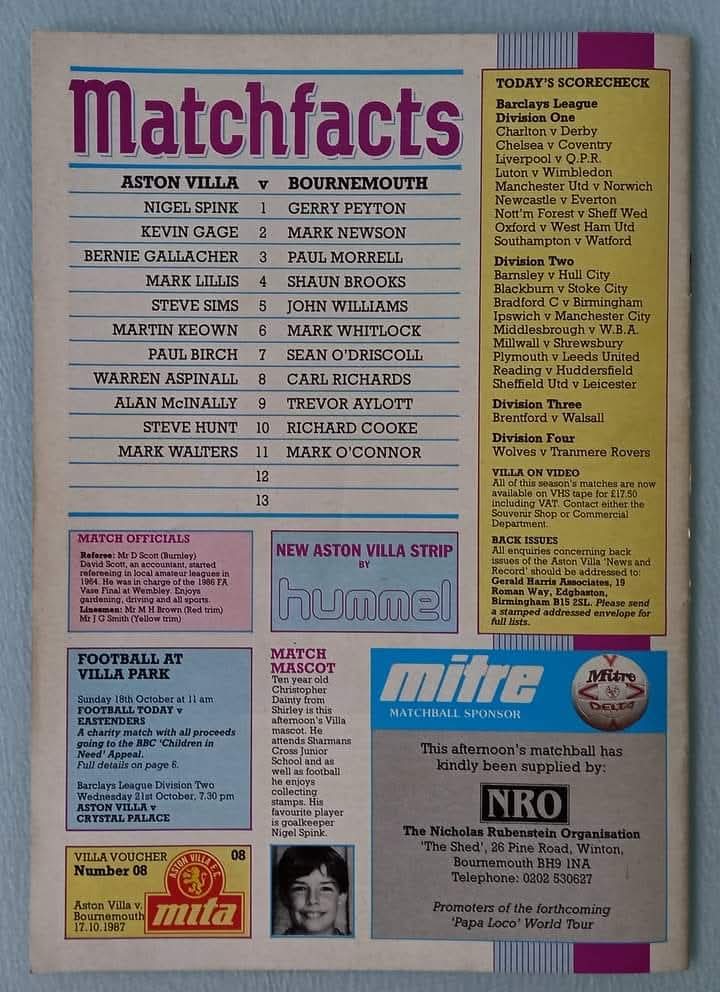 Matchfacts
ASTON VILLA v BOURNEMOUTH
NIGEL SPINK 1 GERRY PEYTON
KEVIN GAGE 2 MARK NEWSON
BERNIE GALLACHER 3 PAUL MORRELL
MARK LILLIS 4 SHAUN BROOKS
STEVE SIMS 5 JOHN WILLIAMS
MARTIN KEOWN 6 MARK WHITLOCK
PAUL BIRCH 7 SEAN O'DRISCOLL
WARREN ASPINALL 8 CARL RICHARDS
ALAN McINALLY 9 TREVOR AYLOTT
STEVE HUNT 10 RICHARD COOKE
MARK WALTERS 11 MARK O'CONNOR
12
13
TODAY'S SCORECHECK
Barclays League
Division One
Charlton v Derby
Chelsea v Coventry
Liverpool v Q.P.R.
Luton v Wimbledon
Manchester Utd v Norwich
Newcastle v Everton
Nott'm Forest v Sheff Wed
Oxford v West Ham Utd
Southampton v Watford
Division Two
Barnsley v Hull City
Blackburn v Stoke City
Bradford C v Birmingham
Ipswich v Manchester City
Middlesbrough v W.B.A.
Millwall v Shrewsbury
Plymouth v Leeds United
Reading v Huddersfield
Sheffield Utd v Leicester
Division Three
Brentford v Walsall
Division Four
Wolves v Tranmere Rovers
VILLA ON VIDEO
All of this season's matches are now
available on VHS tape for £17.50
including VAT. Contact either the
Souvenir Shop or Commercial
Department.
BACK ISSUES
All enquiries concerning back
issues of the Aston Villa 'News and
Record' should be addressed to:
Gerald Harris Associates, 19
Roman Way, Edgbaston,
Birmingham B15 2SL. Please send
a stamped addressed envelope for
full lists.
MATCH OFFICIALS
Referee: Mr D Scott (Burnley)
David Scott, an accountant, started
refereeing in local amateur leagues in
1964. He was in charge of the 1986 FA
Vase Final at Wembley. Enjoys
gardening, driving and all sports.
Linesmen: Mr M H Brown (Red trim)
Mr J G Smith (Yellow trim)
NEW ASTON VILLA STRIP
BY
hummel
FOOTBALL AT
VILLA PARK
Sunday 18th October at 11 am
FOOTBALL TODAY v
EASTENDERS
A charity match with all proceeds
going to the BBC 'Children in
Need' Appeal.
Full details on page 6.
Barclays League Division Two
Wednesday 21st October, 7.30 pm
ASTON VILLA v
CRYSTAL PALACE
MATCH
MASCOT
Ten year old
Christopher
Dainty from
Shirley is this
afternoon's Villa
mascot. He
attends Sharmans
Cross Junior
School and as
well as football
he enjoys
collecting
stamps. His
favourite player
is goalkeeper
Nigel Spink.
mitre
MATCHBALL SPONSOR
Mitre
DELTA
This afternoon's matchball has
kindly been supplied by:
NRO
The Nicholas Rubenstein Organisation
'The Shed', 26 Pine Road, Winton,
Bournemouth BH9 1NA
Telephone: 0202 530627
Promoters of the forthcoming
'Papa Loco' World Tour
VILLA VOUCHER 08
Number 08
ASTON VILLA F.C.
mita
Aston Villa v.
Bournemouth
17.10.1987